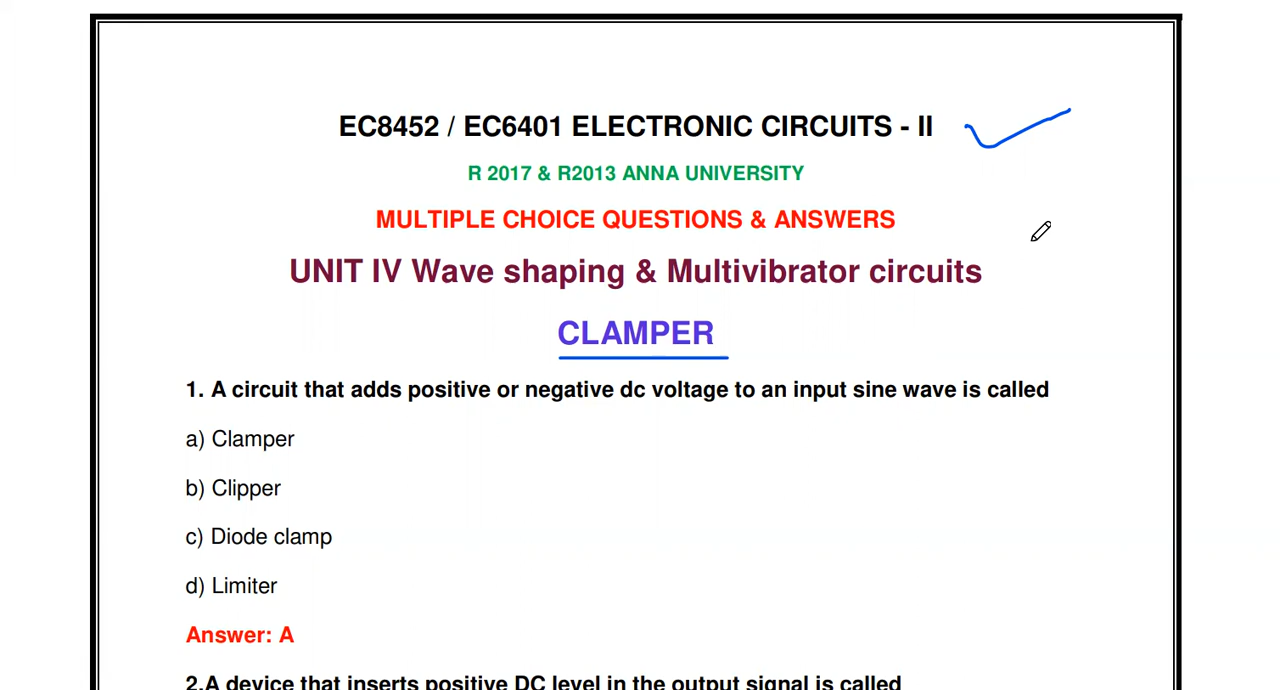 EC8452 / EC6401 ELECTRONIC CIRCUITS - II
R 2017 & R2013 ANNA UNIVERSITY
MULTIPLE CHOICE QUESTIONS & ANSWERS
UNIT IV Wave shaping & Multivibrator circuits
CLAMPER
1. A circuit that adds positive or negative dc voltage to an input sine wave is called
a) Clamper
b) Clipper
c) Diode clamp
d) Limiter
Answer: A
2.A device that inserts positive DC level in the output signal is called